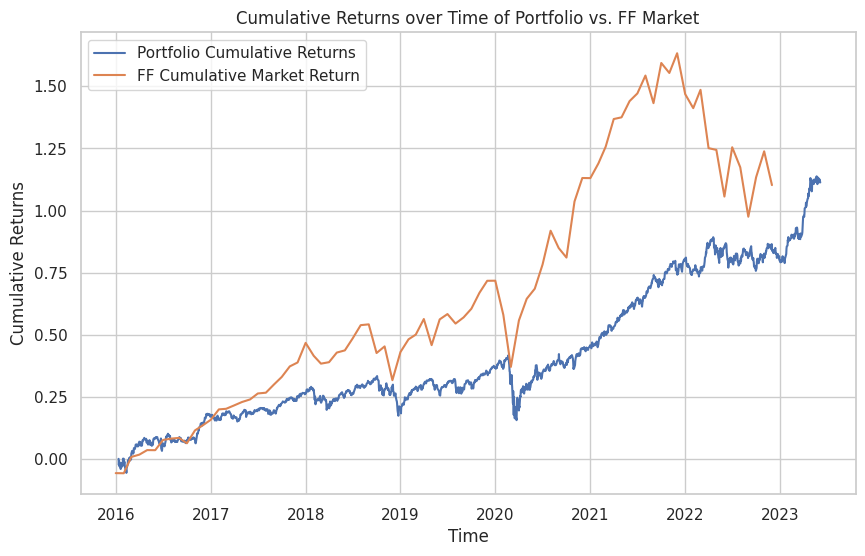 Cumulative Returns over Time of Portfolio vs. FF Market
Portfolio Cumulative Returns
FF Cumulative Market Return
Cumulative Returns
1.50
1.25
1.00
0.75
0.50
0.25
0.00
2016 2017 2018 2019 2020 2021 2022 2023
Time